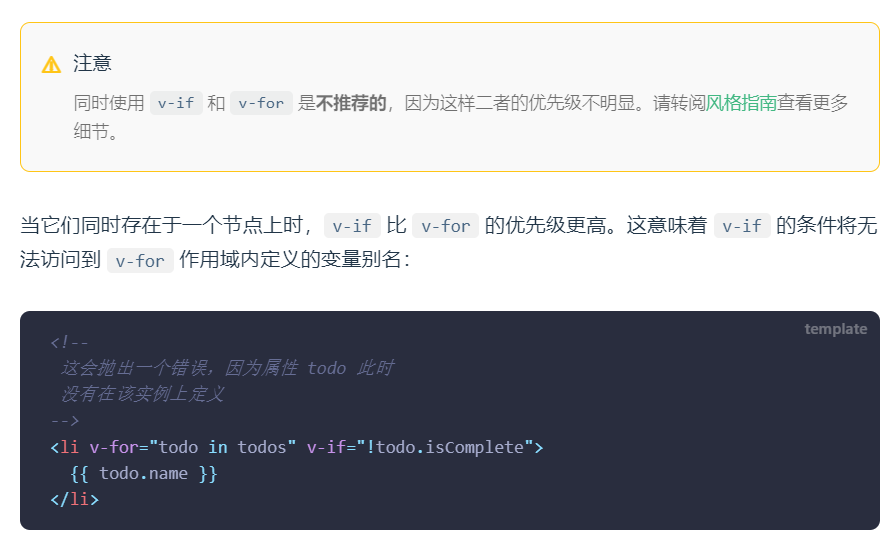 注意
同时使用 v-if 和 v-for 是不推荐的，因为这样二者的优先级不明显。请转阅风格指南查看更多
细节。
当它们同时存在于一个节点上时，v-if 比 v-for 的优先级更高。这意味着 v-if 的条件将无
法访问到 v-for 作用域内定义的变量别名：
template
<!--
 这会抛出一个错误，因为属性 todo 此时
 没有在该实例上定义
-->
<li v-for="todo in todos" v-if="!todo.isComplete">
  {{ todo.name }}
</li>